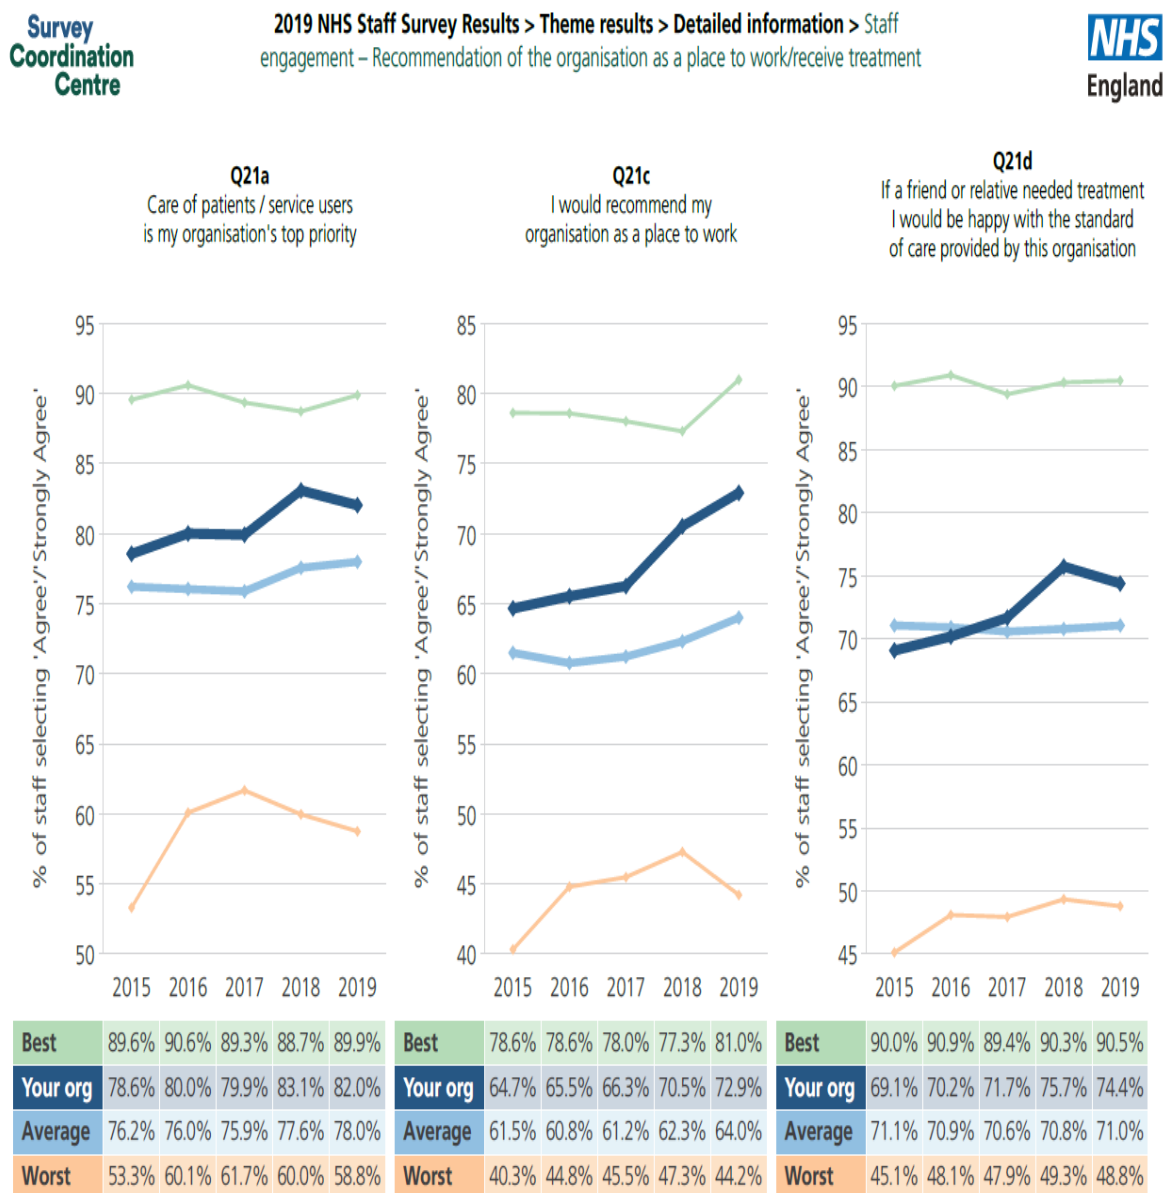 Survey
Coordination
Centre
2019 NHS Staff Survey Results > Theme results > Detailed information > Staff
engagement – Recommendation of the organisation as a place to work/receive treatment
NHS
England
Q21a
Care of patients / service users
is my organisation's top priority
% of staff selecting 'Agree'/'Strongly Agree'
95
90
85
80
75
70
65
60
55
50
2015 2016 2017 2018 2019
Best 89.6% 90.6% 89.3% 88.7% 89.9%
Your org 78.6% 80.0% 79.9% 83.1% 82.0%
Average 76.2% 76.0% 75.9% 77.6% 78.0%
Worst 53.3% 60.1% 61.7% 60.0% 58.8%
Q21c
I would recommend my
organisation as a place to work
% of staff selecting 'Agree'/'Strongly Agree'
85
80
75
70
65
60
55
50
45
40
2015 2016 2017 2018 2019
Best 78.6% 78.6% 78.0% 77.3% 81.0%
Your org 64.7% 65.5% 66.3% 70.5% 72.9%
Average 61.5% 60.8% 61.2% 62.3% 64.0%
Worst 40.3% 44.8% 45.5% 47.3% 44.2%
Q21d
If a friend or relative needed treatment
I would be happy with the standard
of care provided by this organisation
% of staff selecting 'Agree'/'Strongly Agree'
95
90
85
80
75
70
65
60
55
50
45
2015 2016 2017 2018 2019
Best 90.0% 90.9% 89.4% 90.3% 90.5%
Your org 69.1% 70.2% 71.7% 75.7% 74.4%
Average 71.1% 70.9% 70.6% 70.8% 71.0%
Worst 45.1% 48.1% 47.9% 49.3% 48.8%